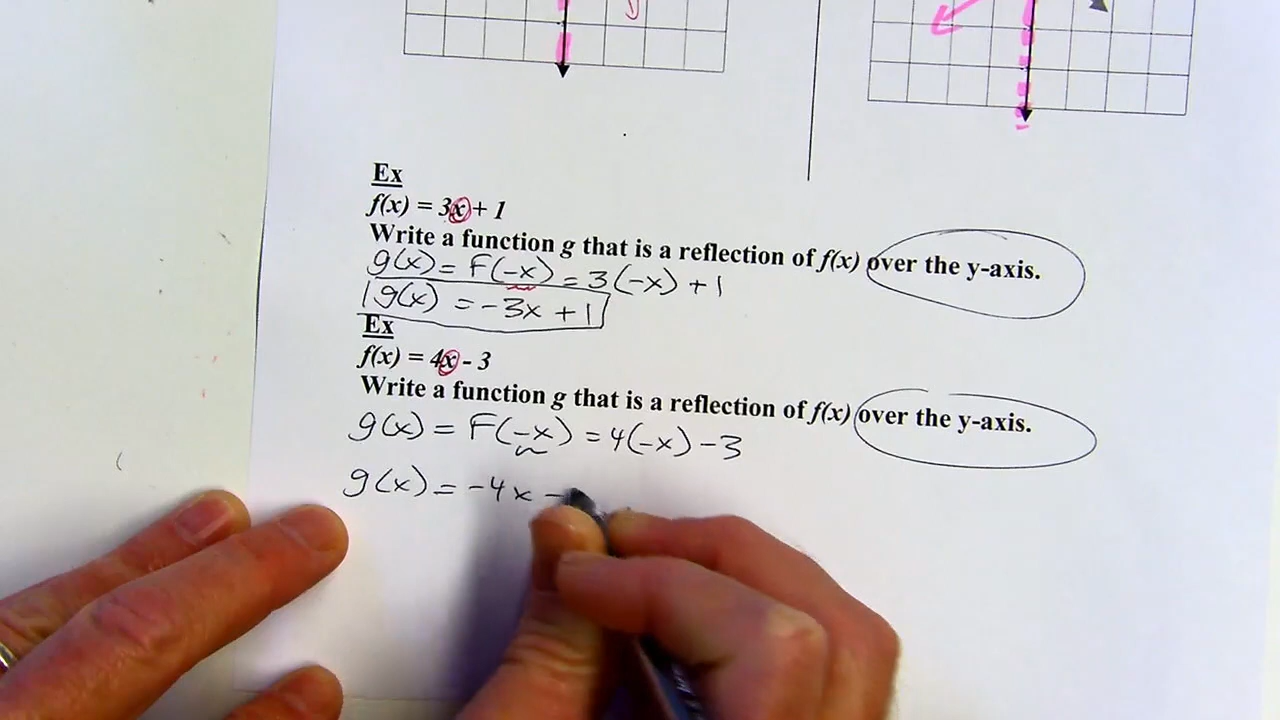 Ex
f(x) = 3x + 1
Write a function g that is a reflection of f(x) over the y-axis.
g(x) = F(-x) = 3(-x) + 1
g(x) = -3x + 1
Ex
f(x) = 4x - 3
Write a function g that is a reflection of f(x) over the y-axis.
g(x) = F(-x) = 4(-x) - 3
g(x) = -4x -